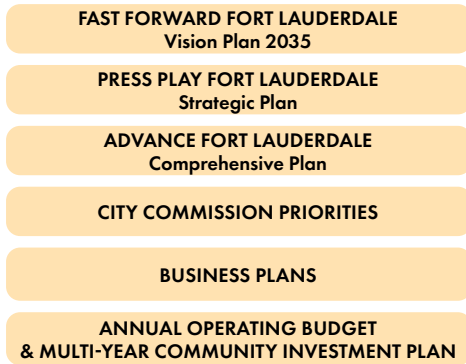 FAST FORWARD FORT LAUDERDALE
Vision Plan 2035
PRESS PLAY FORT LAUDERDALE
Strategic Plan
ADVANCE FORT LAUDERDALE
Comprehensive Plan
CITY COMMISSION PRIORITIES
BUSINESS PLANS
ANNUAL OPERATING BUDGET
& MULTI-YEAR COMMUNITY INVESTMENT PLAN